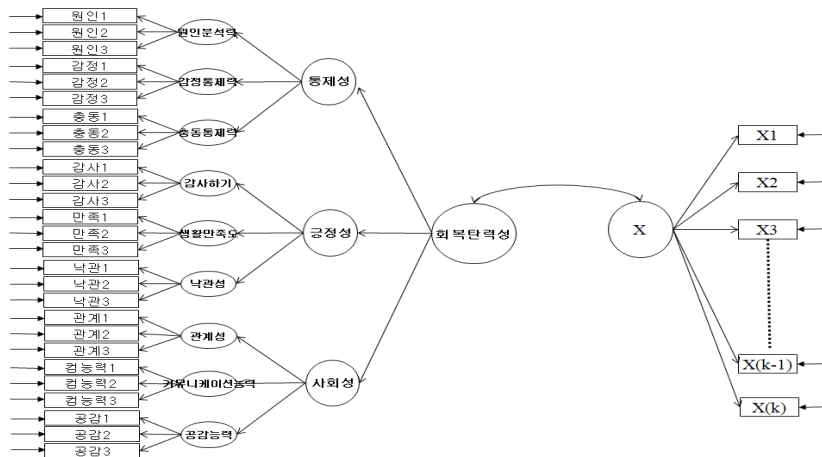 원인1
원인2
원인3
감정1
감정2
감정3
충동1
충동2
충동3
감사1
감사2
감사3
만족1
만족2
만족3
낙관1
낙관2
낙관3
관계1
관계2
관계3
컴능력1
컴능력2
컴능력3
공감1
공감2
공감3
원인분석력
감정통제력
충동통제력
감사하기
생활만족도
낙관성
관계성
커뮤니케이션능력
공감능력
통제성
긍정성
사회성
회복탄력성
X
X1
X2
X3
X(k-1)
X(k)